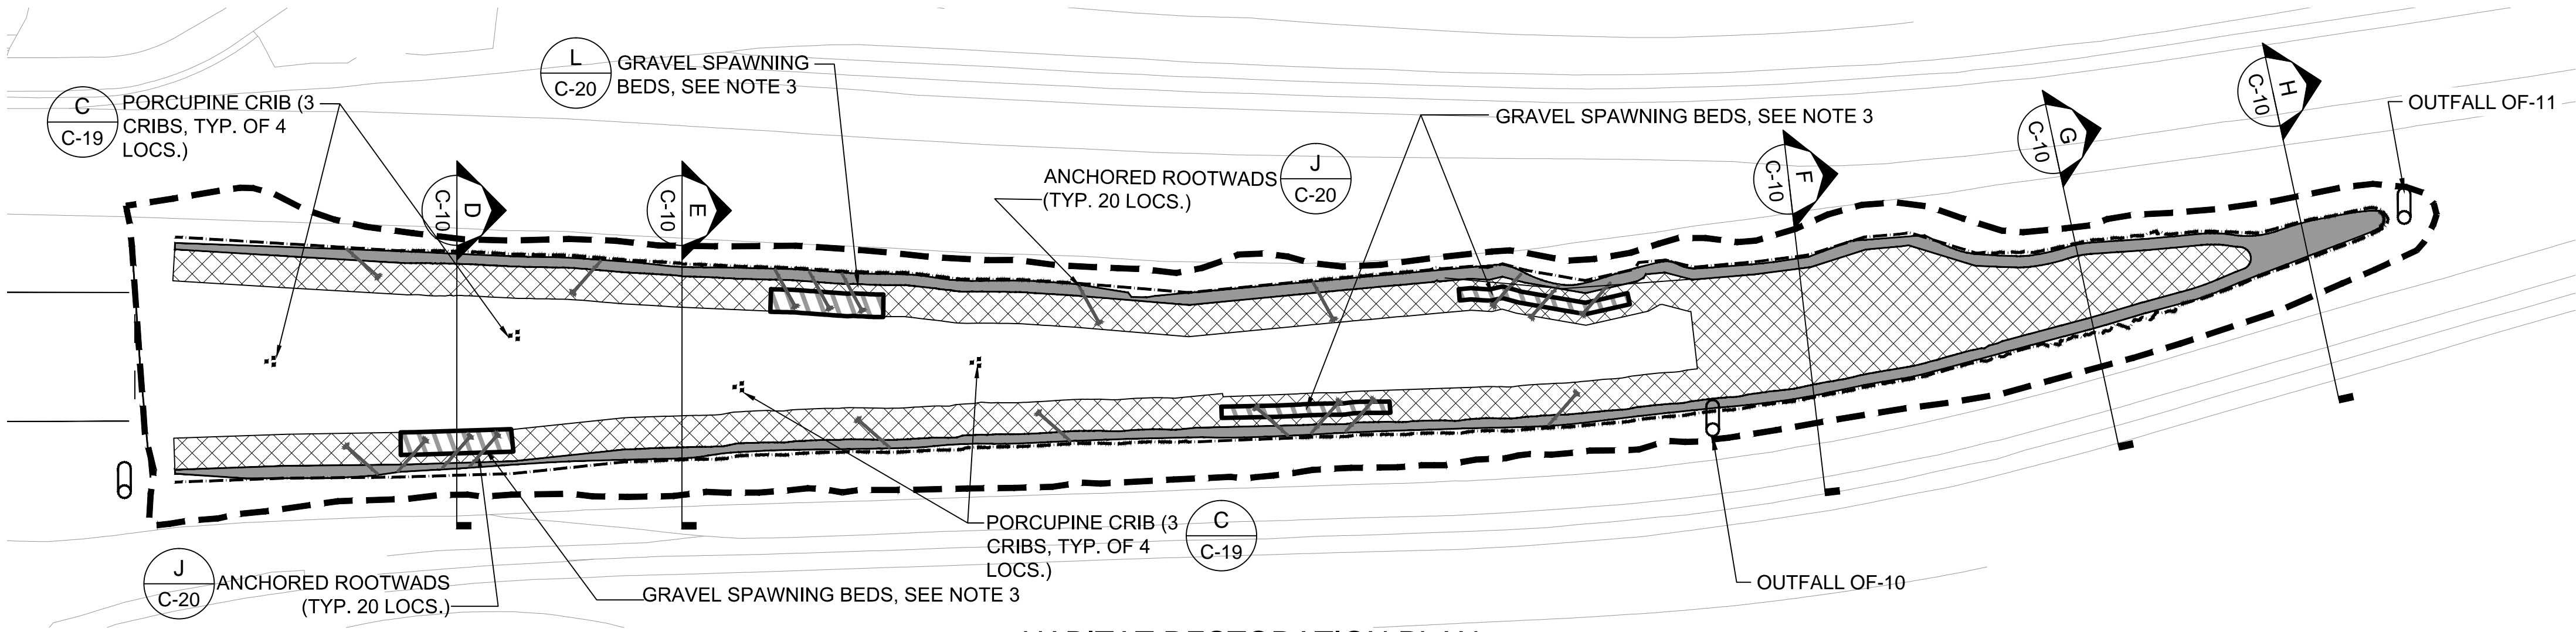 L
C-20
GRAVEL SPAWNING
BEDS, SEE NOTE 3
C
C-19
PORCUPINE CRIB (3
CRIBS, TYP. OF 4
LOCS.)
GRAVEL SPAWNING BEDS, SEE NOTE 3
OUTFALL OF-11
ANCHORED ROOTWADS
(TYP. 20 LOCS.)
J
C-20
D
C-10
E
C-10
F
C-10
G
C-10
H
C-10
PORCUPINE CRIB (3
CRIBS, TYP. OF 4
LOCS.)
C
C-19
J
C-20
ANCHORED ROOTWADS
(TYP. 20 LOCS.)
GRAVEL SPAWNING BEDS, SEE NOTE 3
OUTFALL OF-10
HABITAT RESTORATION PLAN